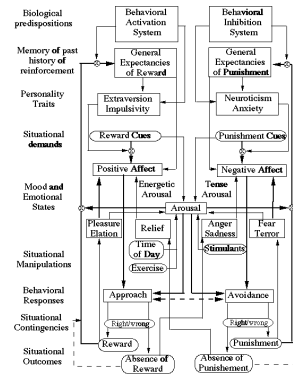 Biological
predispositions
Behavioral
Activation
System
Behavioral
Inhibition
System
Memory of past
history of
reinforcement
General
Expectancies
of Reward
General
Expectancies
of Punishment
Personality
Traits
Extraversion
Impulsivity
Neuroticism
Anxiety
Situational
demands
Reward Cues
Punishment Cues
Positive Affect
Negative Affect
Mood and
Emotional
States
Energetic
Arousal
Tense
Arousal
Arousal
Pleasure
Elation
Relief
Anger
Sadness
Fear
Terror
Situational
Manipulations
Time
of Day
Stimulants
Exercise
Behavioral
Responses
Approach
Avoidance
Situational
Contingencies
Right/wrong
Right/wrong
Reward
Punishment
Situational
Outcomes
Absence of
Reward
Absence of
Punishement